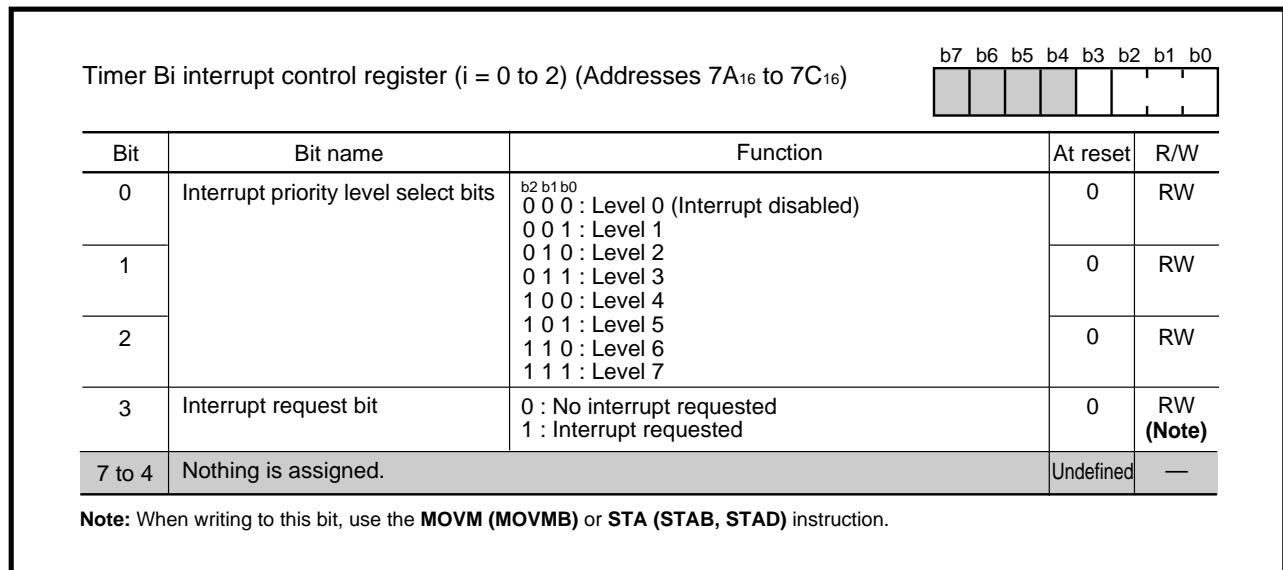 Timer Bi interrupt control register (i = 0 to 2) (Addresses 7A16 to 7C16)
b7 b6 b5 b4 b3 b2 b1 b0
Bit Bit name Function At reset R/W
0 Interrupt priority level select bits b2 b1 b0 0 RW
0 0 0 : Level 0 (Interrupt disabled)
0 0 1 : Level 1
0 1 0 : Level 2
1 0 1 1 : Level 3 0 RW
1 0 0 : Level 4
1 0 1 : Level 5
2 1 1 0 : Level 6 0 RW
1 1 1 : Level 7
3 Interrupt request bit 0 : No interrupt requested 0 RW
1 : Interrupt requested (Note)
7 to 4 Nothing is assigned. Undefined —
Note: When writing to this bit, use the MOVM (MOVMB) or STA (STAB, STAD) instruction.